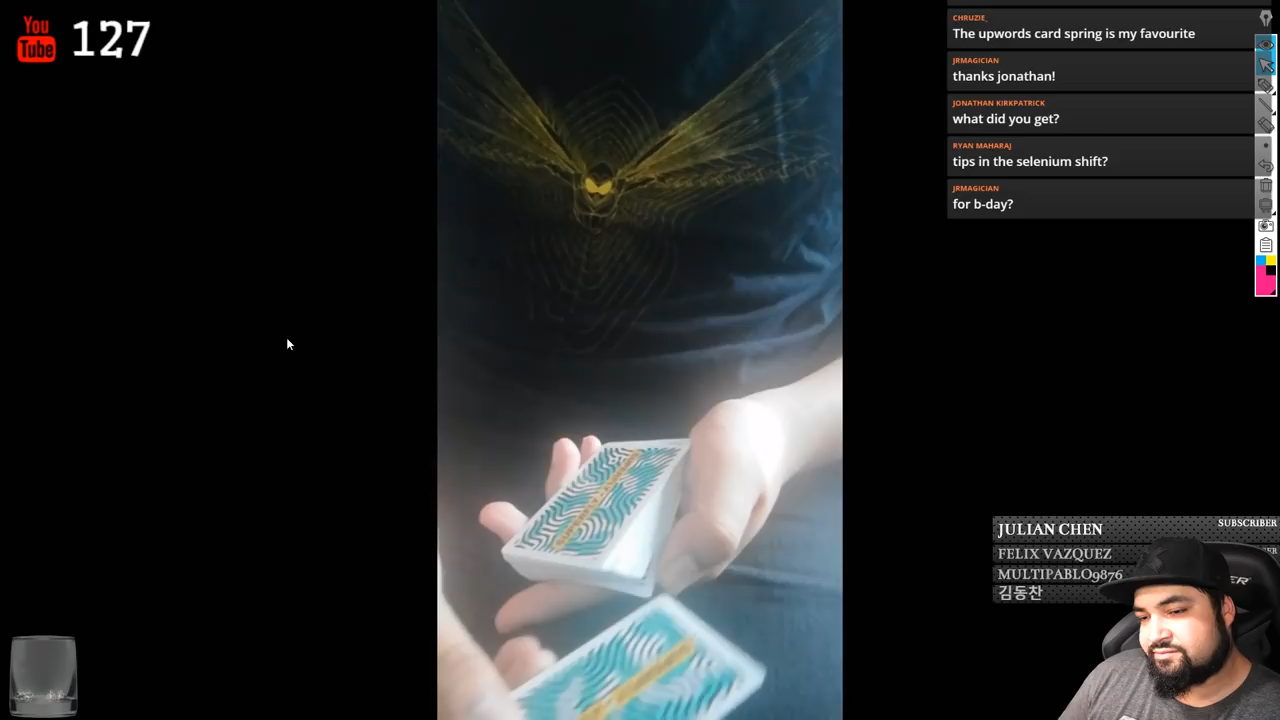 You
Tube
127
CHRUZIE_
The upwords card spring is my favourite
JRMAGICIAN
thanks jonathan!
JONATHAN KIRKPATRICK
what did you get?
RYAN MAHARAJ
tips in the selenium shift?
JRMAGICIAN
for b-day?
SUBSCRIBER
JULIAN CHEN
FELIX VAZQUEZ
MULTIPABLO9876
김동찬